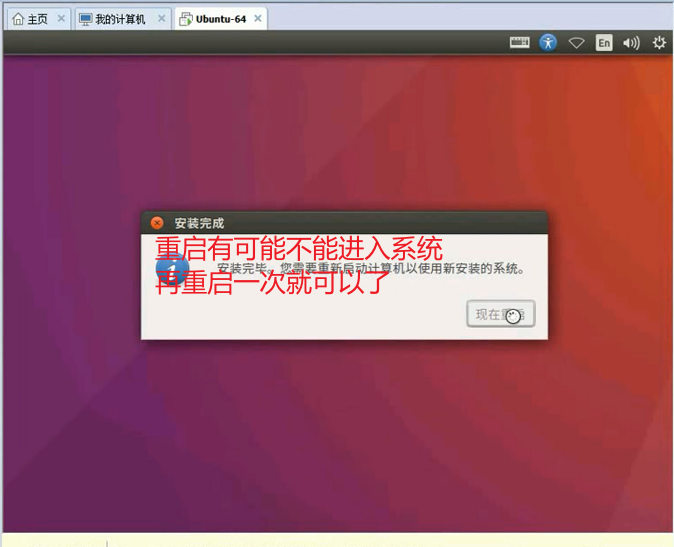 主页
我的计算机
Ubuntu-64
En
安装完成
重启有可能不能进入系统
安装完毕。您需要重新启动计算机以使用新安装的系统。
再重启一次就可以了
现在重启